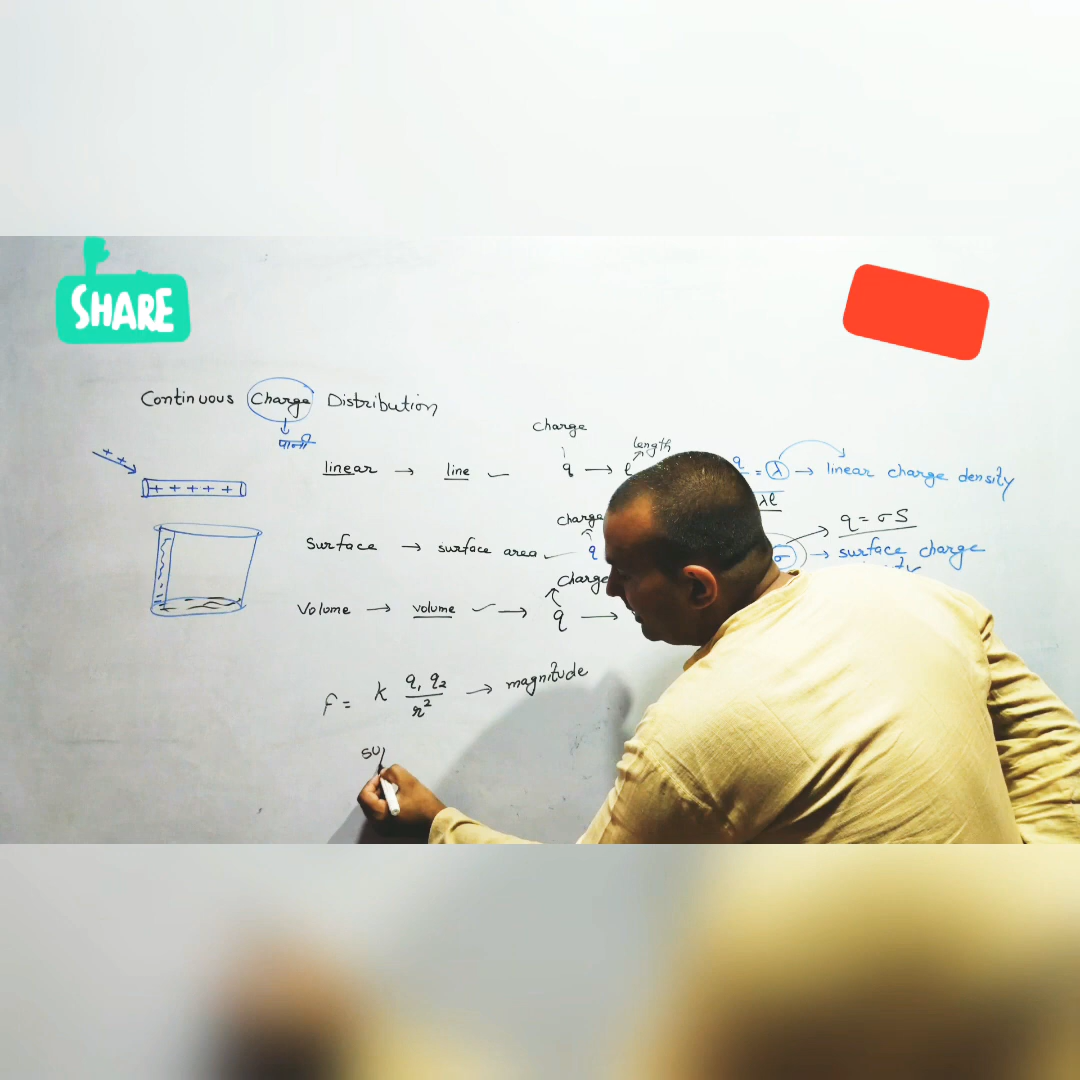 SHARE
Continuous Charge Distribution
पानी
++
+++++
Charge
length
linear → line ✓ — q → l
q = λ → linear charge density
λl
Charge
q = σS
Surface → surface area ✓ — q
σ → surface charge
Charge
Volume → volume ✓ → q →
F = k q₁ q₂ / r² → magnitude
su